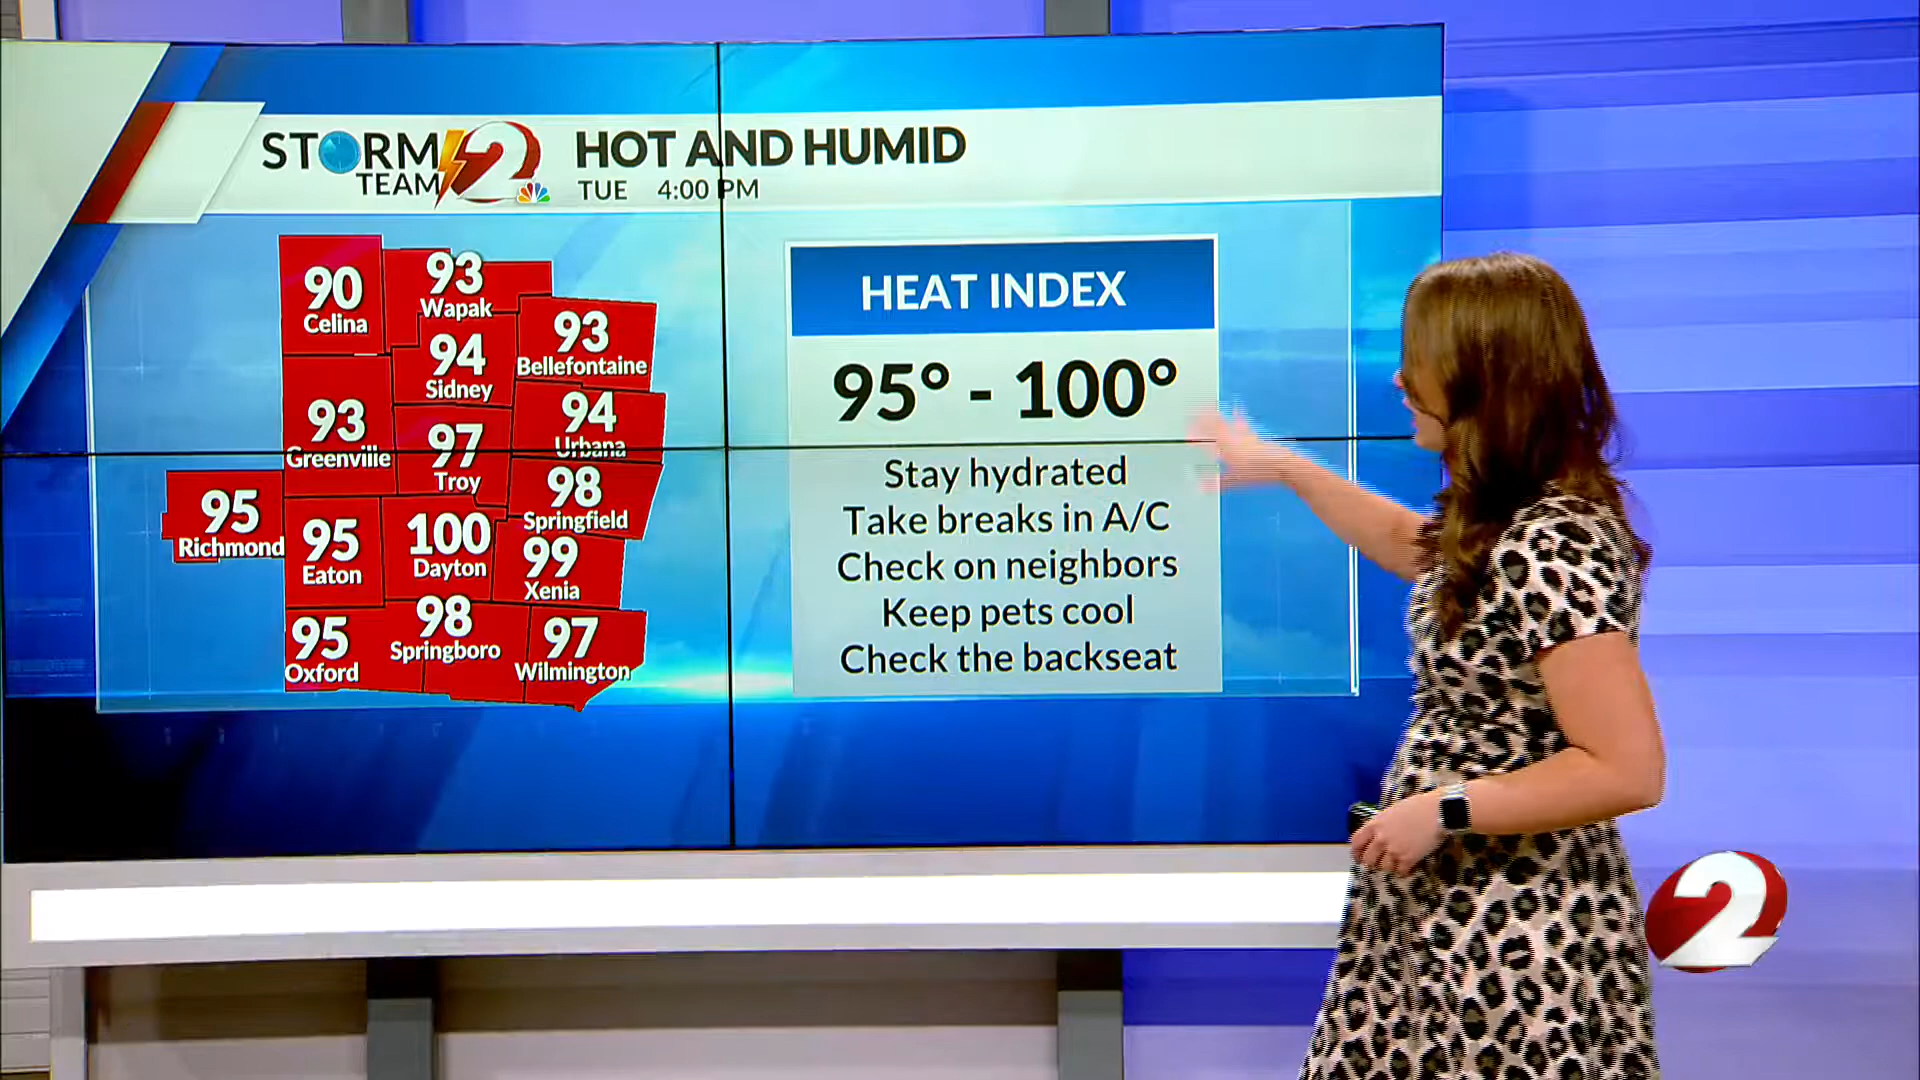 STORM
TEAM
2
HOT AND HUMID
TUE 4:00 PM
90
Celina
93
Wapak
93
Bellefontaine
94
Sidney
93
Greenville
97
Troy
94
Urbana
95
Richmond
95
Eaton
100
Dayton
98
Springfield
99
Xenia
95
Oxford
98
Springboro
97
Wilmington
HEAT INDEX
95° - 100°
Stay hydrated
Take breaks in A/C
Check on neighbors
Keep pets cool
Check the backseat
2